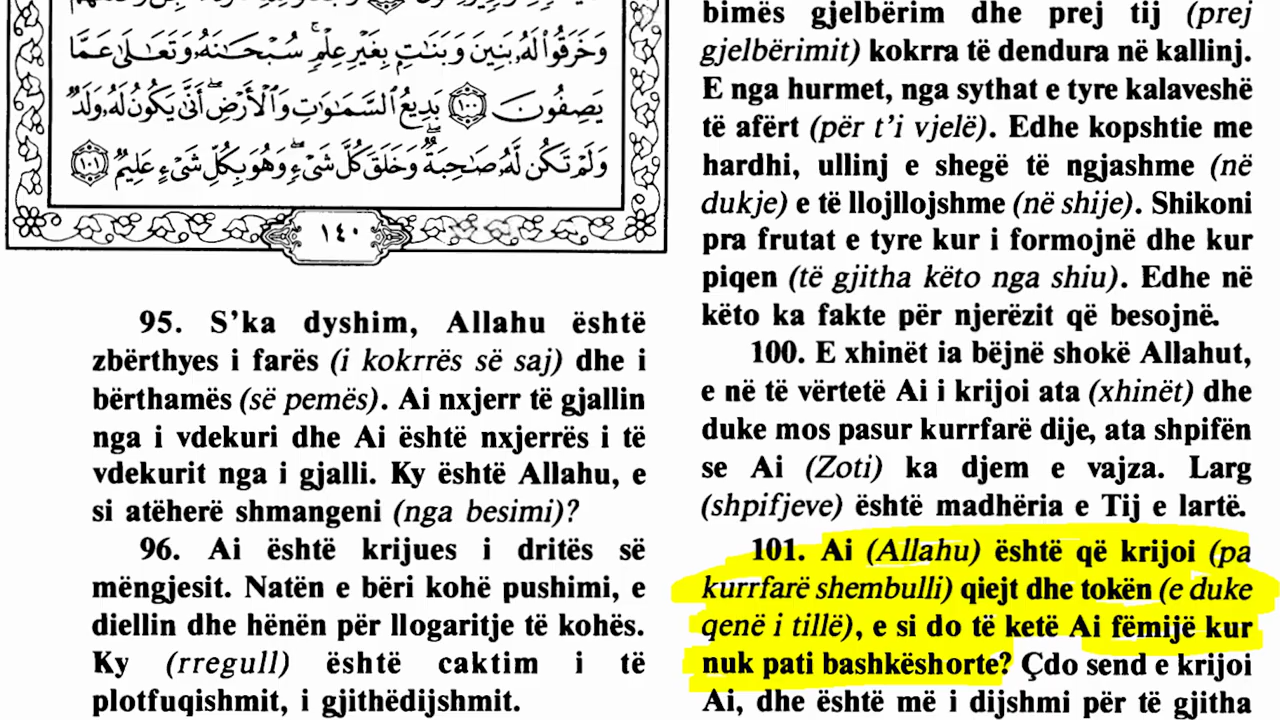 وَخَرَقُوا۟ لَهُۥ بَنِينَ وَبَنَٰتٍۭ بِغَيْرِ عِلْمٍۚ سُبْحَٰنَهُۥ وَتَعَٰلَىٰ عَمَّا
يَصِفُونَ ١٠٠ بَدِيعُ ٱلسَّمَٰوَٰتِ وَٱلْأَرْضِۖ أَنَّىٰ يَكُونُ لَهُۥ وَلَدٌ
وَلَمْ تَكُن لَّهُۥ صَٰحِبَةٌۖ وَخَلَقَ كُلَّ شَىْءٍۖ وَهُوَ بِكُلِّ شَىْءٍ عَلِيمٌ ١٠١
١٤٠
95. S’ka dyshim, Allahu është
zbërthyes i farës (i kokrrës së saj) dhe i
bërthamës (së pemës). Ai nxjerr të gjallin
nga i vdekuri dhe Ai është nxjerrës i të
vdekurit nga i gjalli. Ky është Allahu, e
si atëherë shmangeni (nga besimi)?
96. Ai është krijues i dritës së
mëngjesit. Natën e bëri kohë pushimi, e
diellin dhe hënën për llogaritje të kohës.
Ky (rregull) është caktim i të
plotfuqishmit, i gjithëdijshmit.
bimës gjelbërim dhe prej tij (prej
gjelbërimit) kokrra të dendura në kallinj.
E nga hurmet, nga sythat e tyre kalaveshë
të afërt (për t’i vjelë). Edhe kopshtie me
hardhi, ullinj e shegë të ngjashme (në
dukje) e të llojllojshme (në shije). Shikoni
pra frutat e tyre kur i formojnë dhe kur
piqen (të gjitha këto nga shiu). Edhe në
këto ka fakte për njerëzit që besojnë.
100. E xhinët ia bëjnë shokë Allahut,
e në të vërtetë Ai i krijoi ata (xhinët) dhe
duke mos pasur kurrfarë dije, ata shpifën
se Ai (Zoti) ka djem e vajza. Larg
(shpifjeve) është madhëria e Tij e lartë.
101. Ai (Allahu) është që krijoi (pa
kurrfarë shembulli) qiejt dhe tokën (e duke
qenë i tillë), e si do të ketë Ai fëmijë kur
nuk pati bashkëshorte? Çdo send e krijoi
Ai, dhe është më i dijshmi për të gjitha